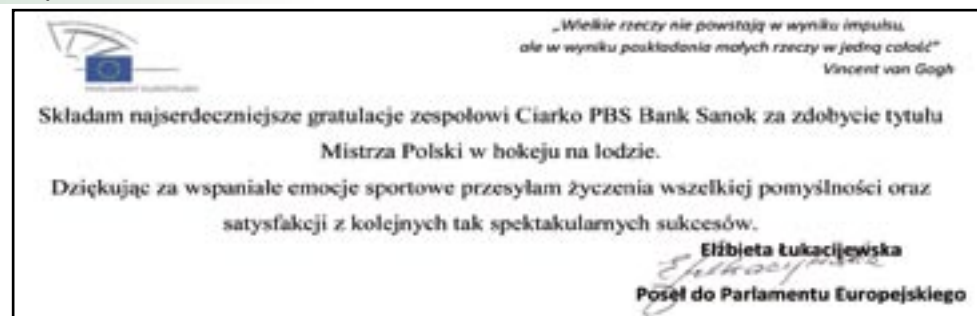 „Wielkie rzeczy nie powstają w wyniku impulsu,
ale w wyniku poskładania małych rzeczy w jedną całość”
Vincent van Gogh
PARLAMENT EUROPEJSKI
Składam najserdeczniejsze gratulacje zespołowi Ciarko PBS Bank Sanok za zdobycie tytułu
Mistrza Polski w hokeju na lodzie.
Dziękując za wspaniałe emocje sportowe przesyłam życzenia wszelkiej pomyślności oraz
satysfakcji z kolejnych tak spektakularnych sukcesów.
Elżbieta Łukacijewska
Poseł do Parlamentu Europejskiego